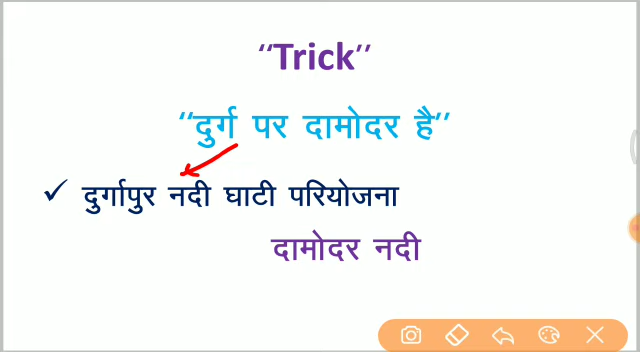 “Trick”
“दुर्ग पर दामोदर है”
✓ दुर्गापुर नदी घाटी परियोजना
दामोदर नदी